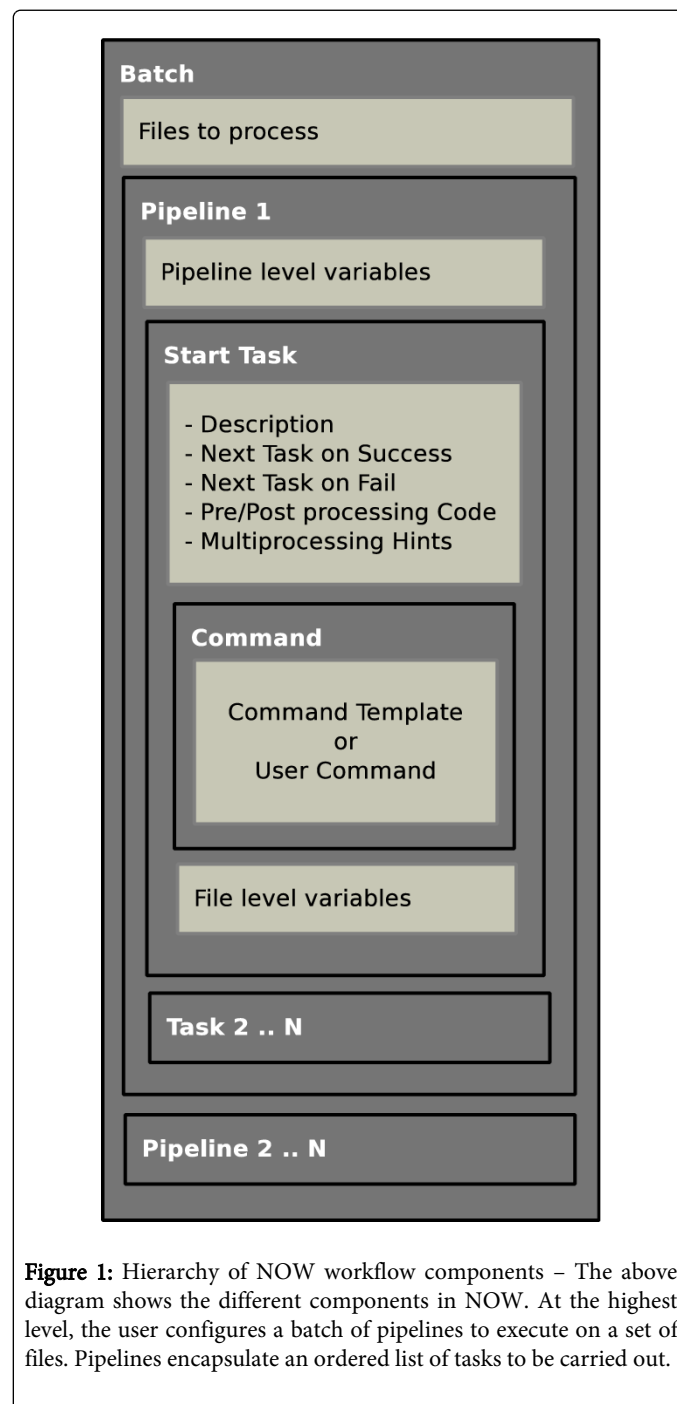 Batch
Files to process
Pipeline 1
Pipeline level variables
Start Task
- Description
- Next Task on Success
- Next Task on Fail
- Pre/Post processing Code
- Multiprocessing Hints
Command
Command Template
or
User Command
File level variables
Task 2 .. N
Pipeline 2 .. N
Figure 1: Hierarchy of NOW workflow components – The above
diagram shows the different components in NOW. At the highest
level, the user configures a batch of pipelines to execute on a set of
files. Pipelines encapsulate an ordered list of tasks to be carried out.